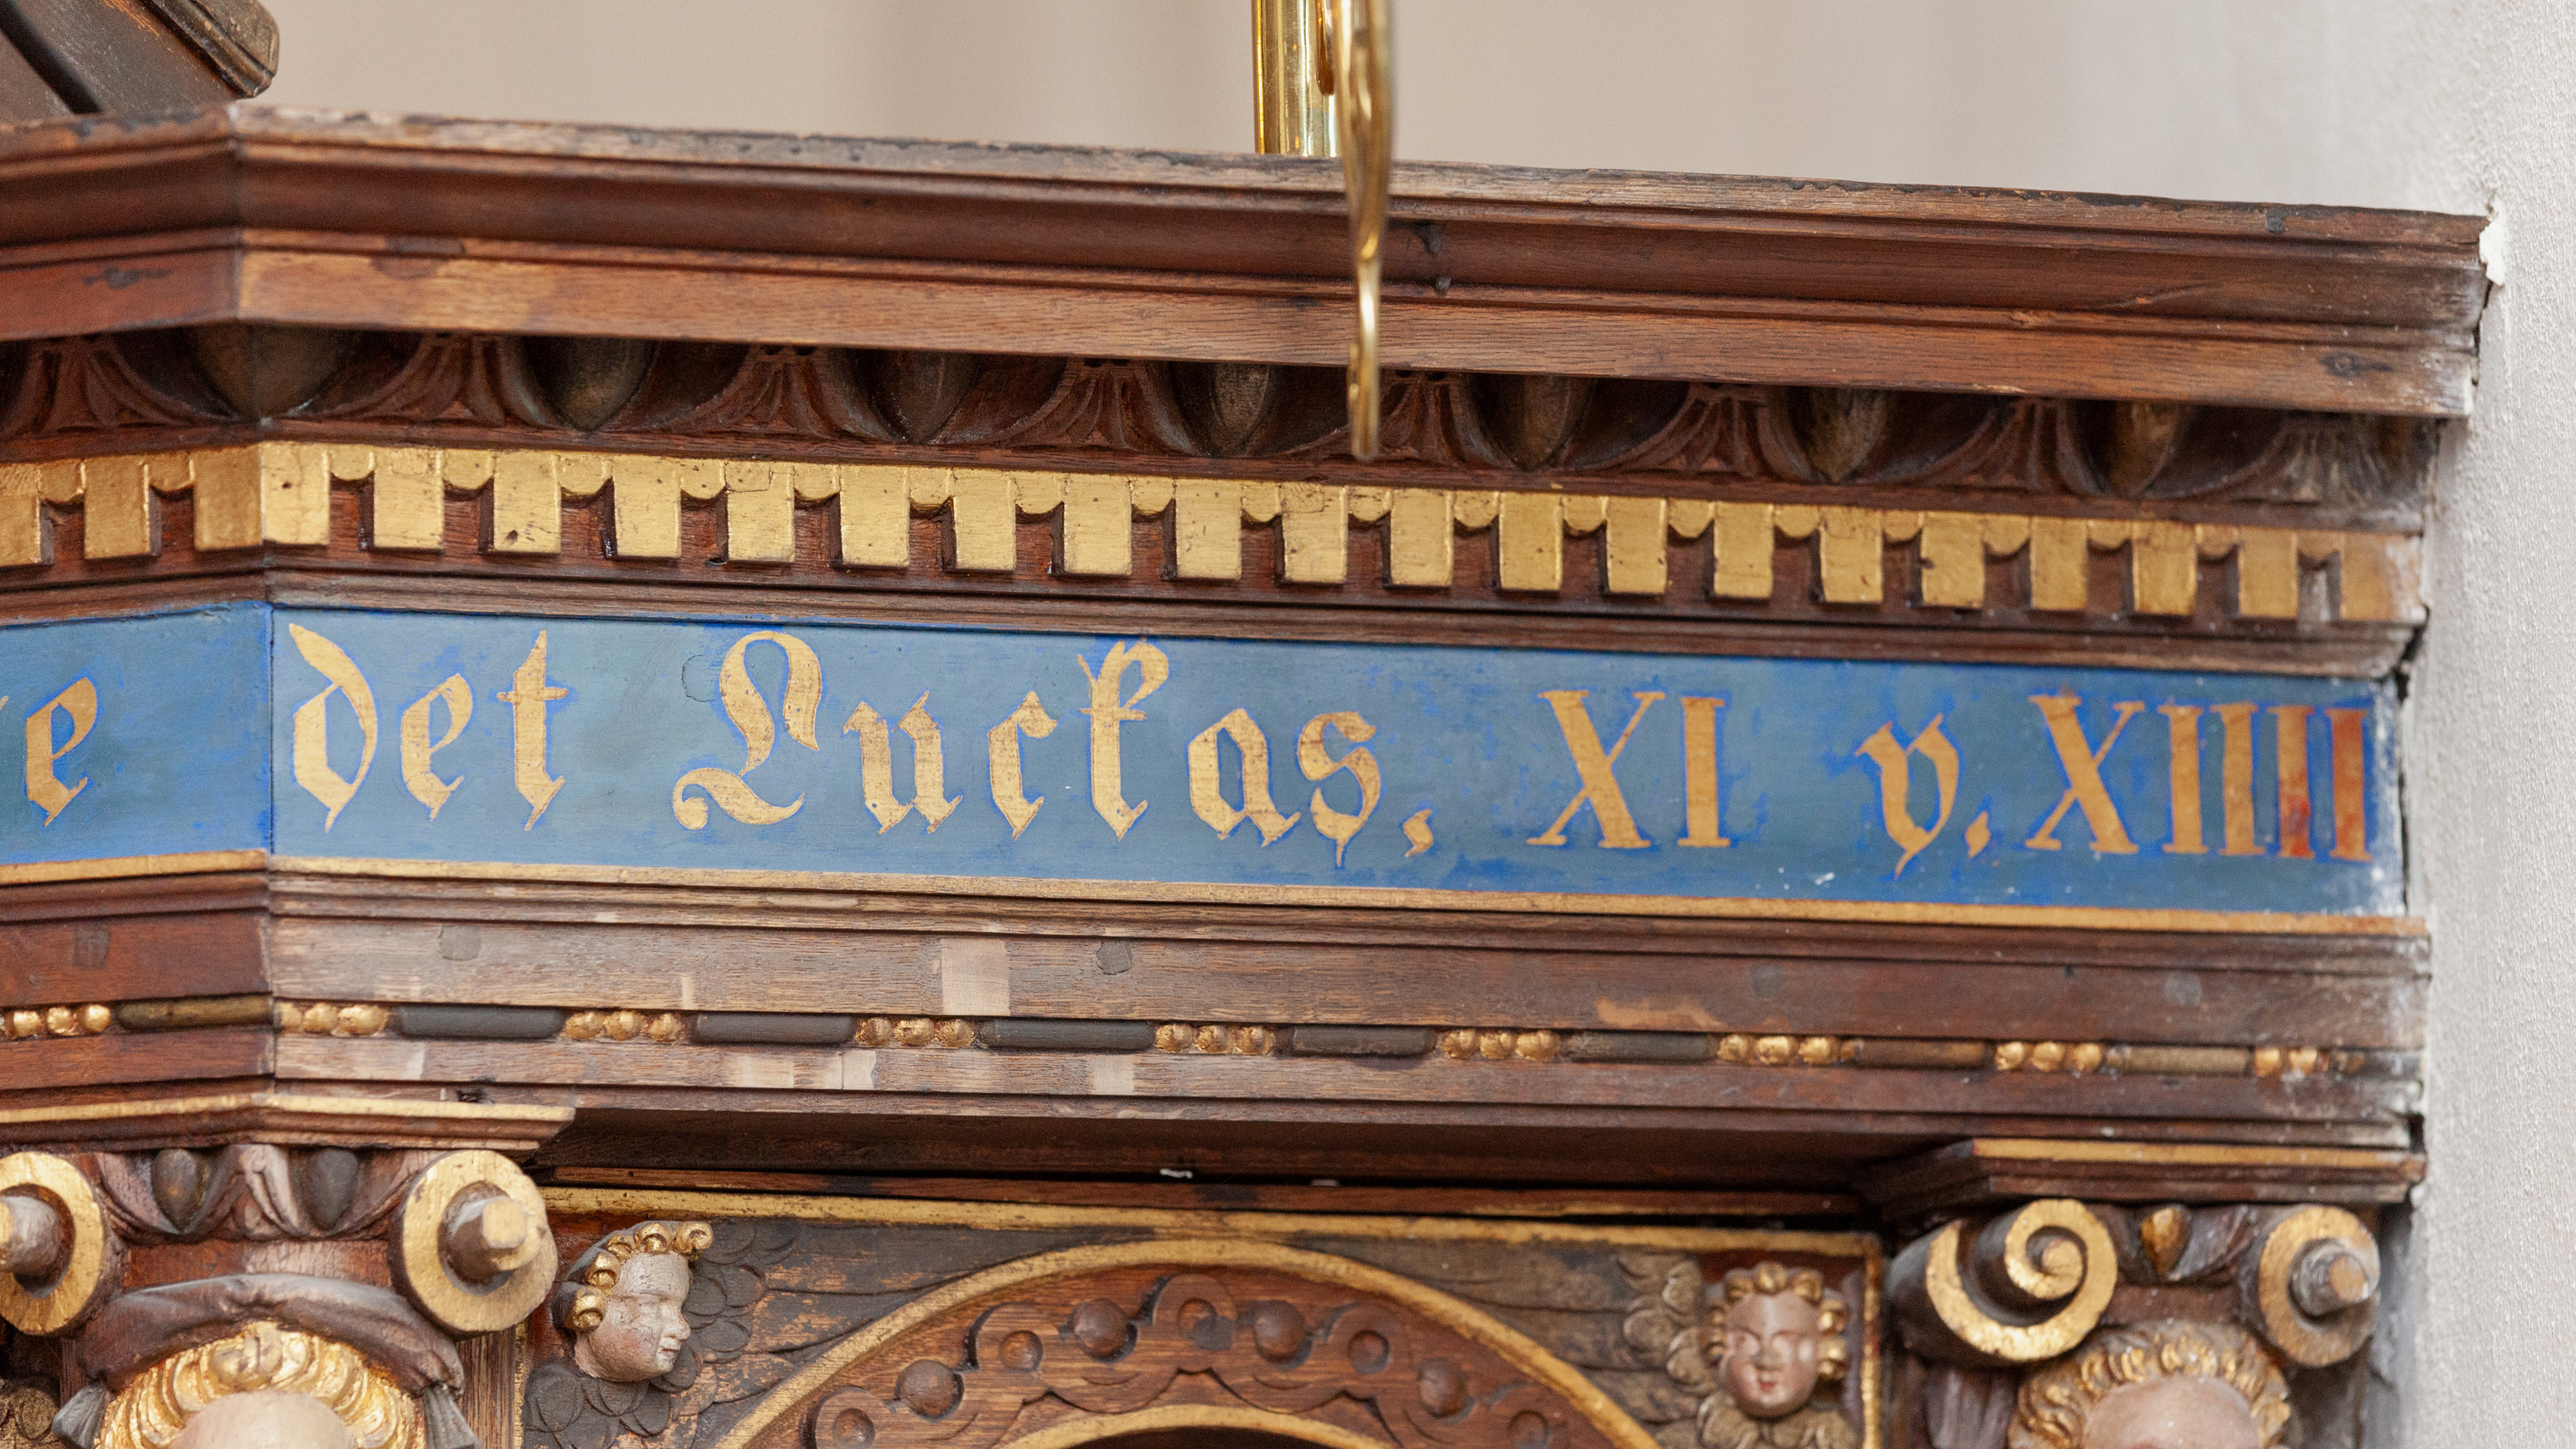 e det Luckas, XI v. XIIII